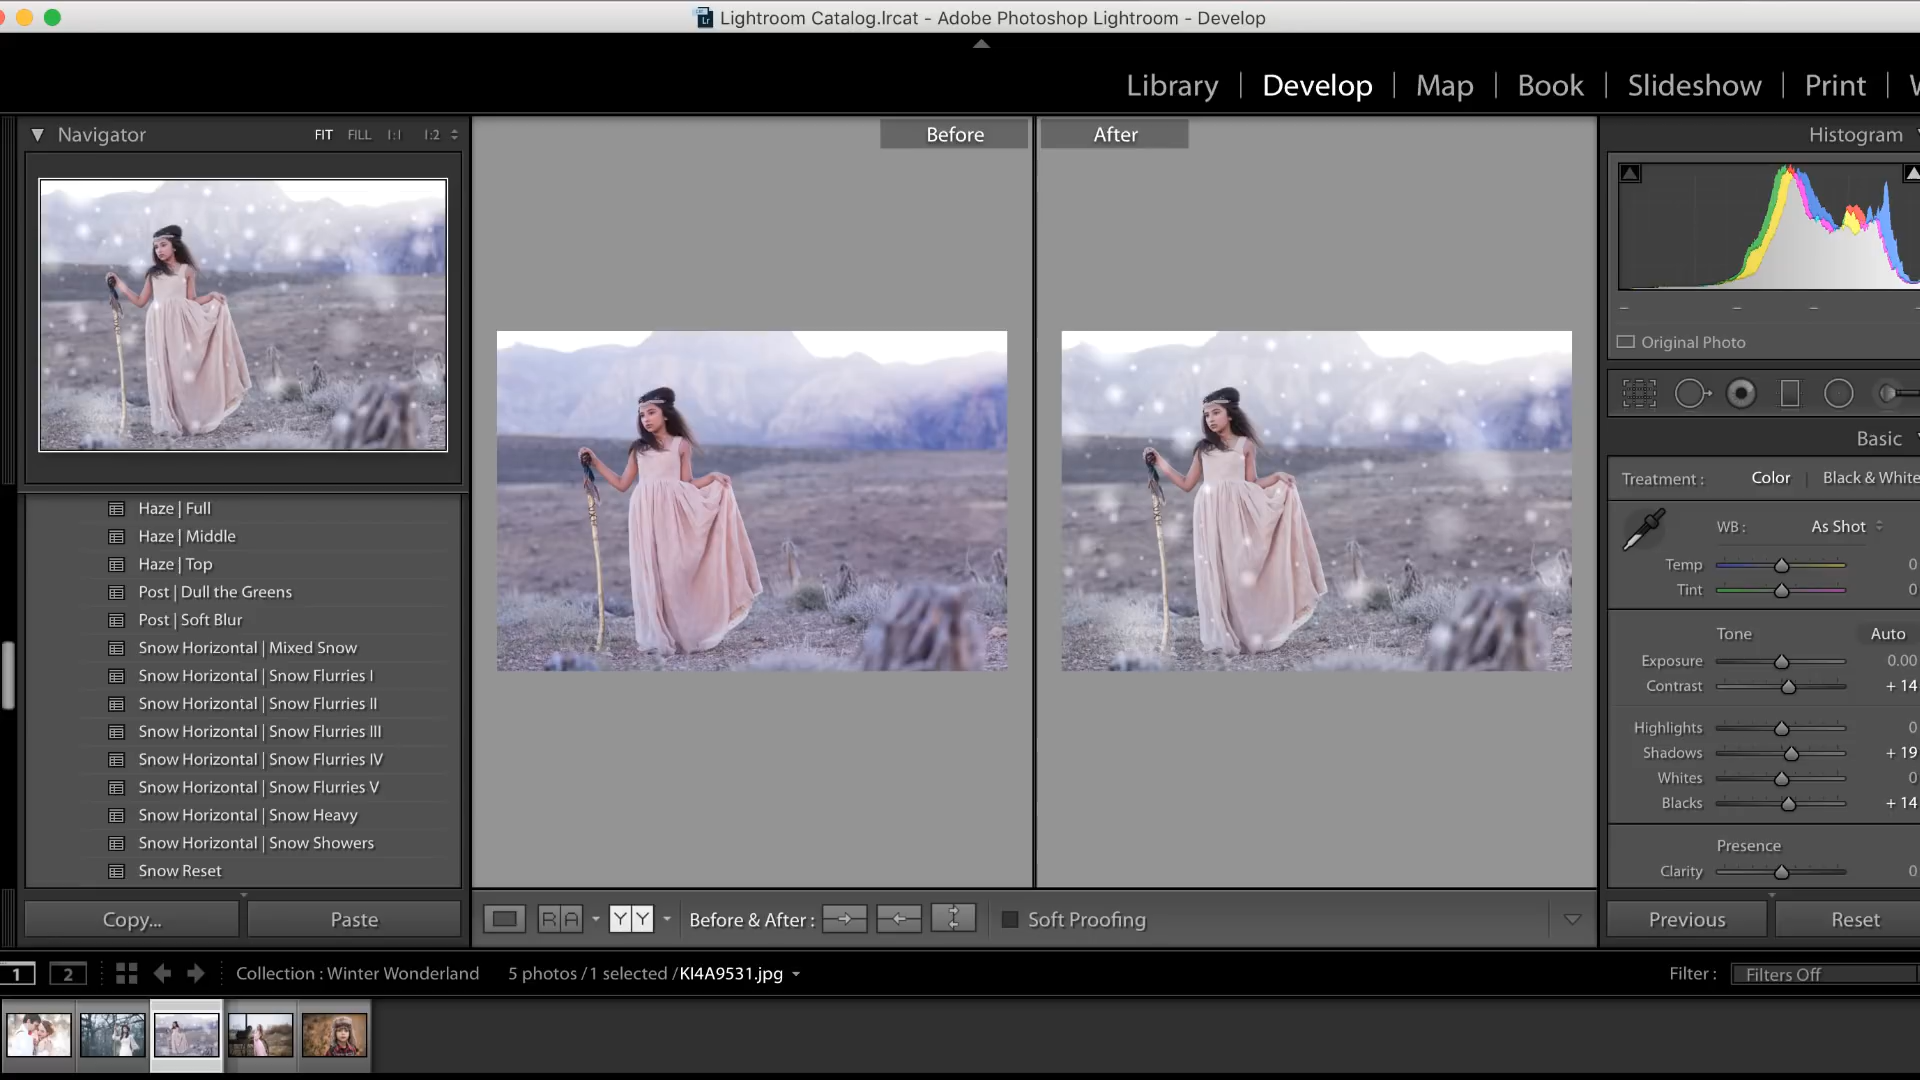 Lightroom Catalog.lrcat - Adobe Photoshop Lightroom - Develop
Library | Develop | Map | Book | Slideshow | Print |
Navigator FIT FILL 1:1 1:2
Before
After
Histogram
Original Photo
Basic
Treatment : Color | Black & White
WB : As Shot
Temp 0
Tint 0
Tone Auto
Exposure 0.00
Contrast + 14
Highlights 0
Shadows + 19
Whites 0
Blacks + 14
Presence
Clarity 0
Haze | Full
Haze | Middle
Haze | Top
Post | Dull the Greens
Post | Soft Blur
Snow Horizontal | Mixed Snow
Snow Horizontal | Snow Flurries I
Snow Horizontal | Snow Flurries II
Snow Horizontal | Snow Flurries III
Snow Horizontal | Snow Flurries IV
Snow Horizontal | Snow Flurries V
Snow Horizontal | Snow Heavy
Snow Horizontal | Snow Showers
Snow Reset
Copy... Paste
R A Y Y Before & After : Soft Proofing
Previous Reset
1 2 Collection : Winter Wonderland 5 photos / 1 selected / KI4A9531.jpg
Filter : Filters Off